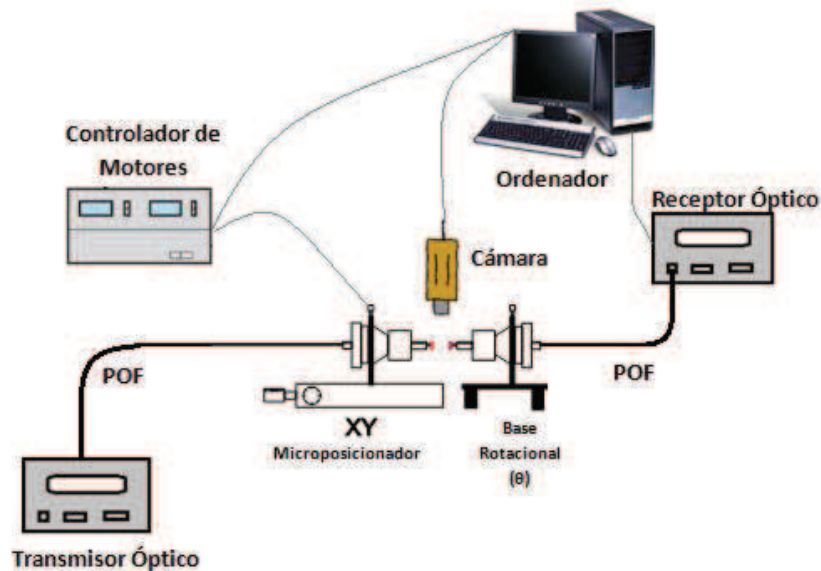 Controlador de
Motores
Ordenador
Receptor Óptico
Cámara
POF
POF
XY
Microposicionador
Base
Rotacional
(θ)
Transmisor Óptico